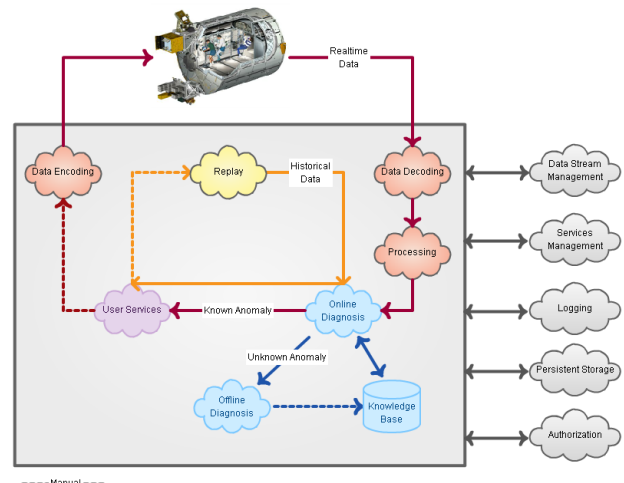 Realtime
Data
Data Encoding
Replay
Historical
Data
Data Decoding
Data Stream
Management
Processing
Services
Management
User Services
Known Anomaly
Online
Diagnosis
Logging
Unknown Anomaly
Persistent Storage
Offline
Diagnosis
Knowledge
Base
Authorization
Manual